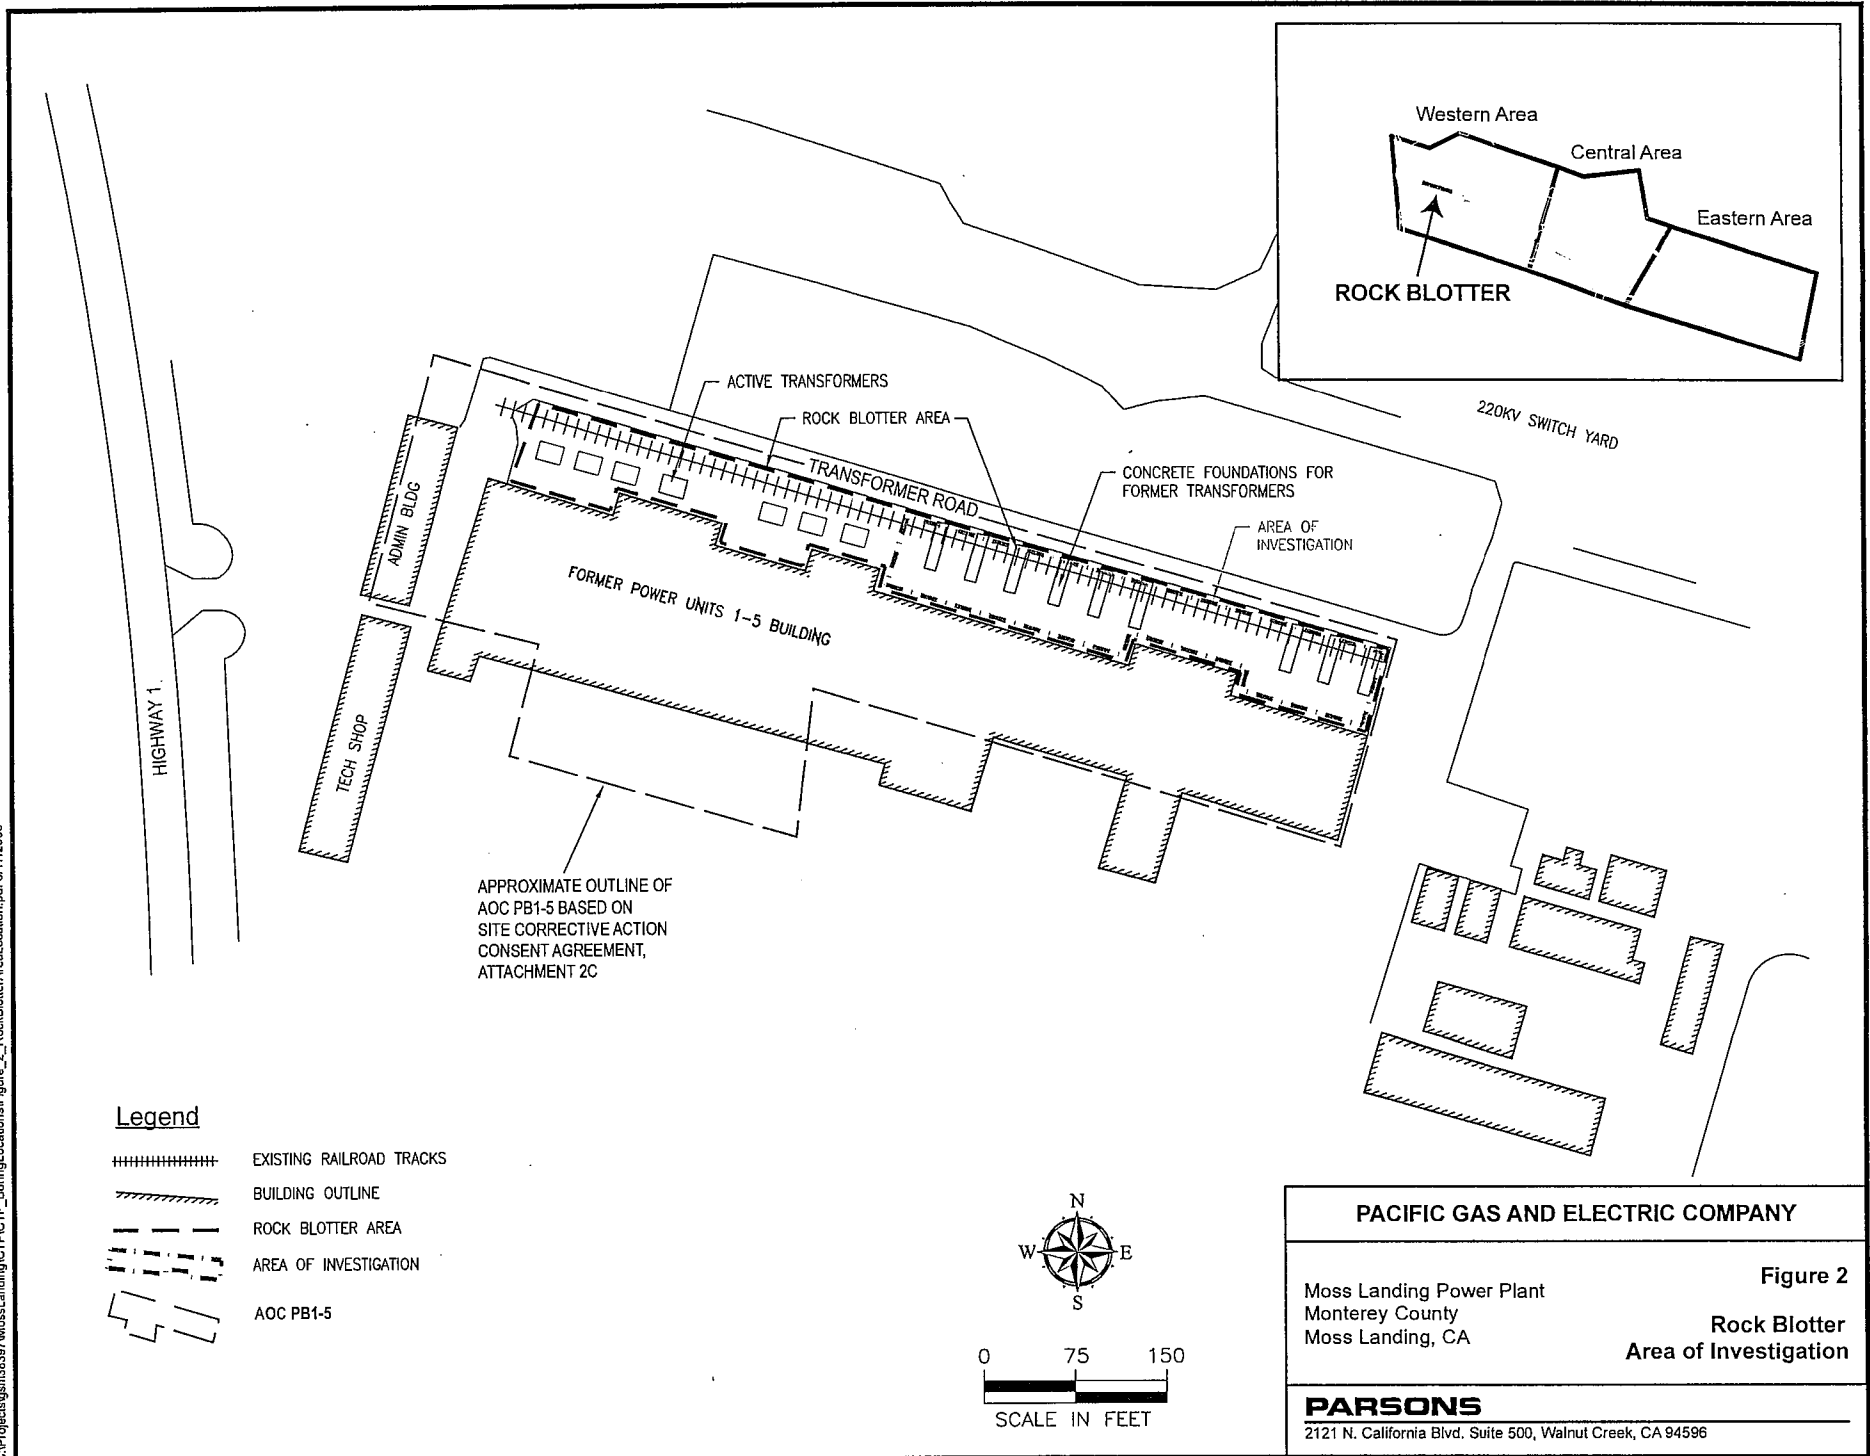 Western Area
Central Area
Eastern Area
ROCK BLOTTER
220KV SWITCH YARD
ACTIVE TRANSFORMERS
ROCK BLOTTER AREA
TRANSFORMER ROAD
CONCRETE FOUNDATIONS FOR
FORMER TRANSFORMERS
AREA OF
INVESTIGATION
ADMIN BLDG
FORMER POWER UNITS 1-5 BUILDING
HIGHWAY 1
TECH SHOP
APPROXIMATE OUTLINE OF
AOC PB1-5 BASED ON
SITE CORRECTIVE ACTION
CONSENT AGREEMENT,
ATTACHMENT 2C
Legend
EXISTING RAILROAD TRACKS
BUILDING OUTLINE
ROCK BLOTTER AREA
AREA OF INVESTIGATION
AOC PB1-5
N
W E
S
0 75 150
SCALE IN FEET
PACIFIC GAS AND ELECTRIC COMPANY
Moss Landing Power Plant
Monterey County
Moss Landing, CA
Figure 2
Rock Blotter
Area of Investigation
PARSONS
2121 N. California Blvd. Suite 500, Walnut Creek, CA 94596